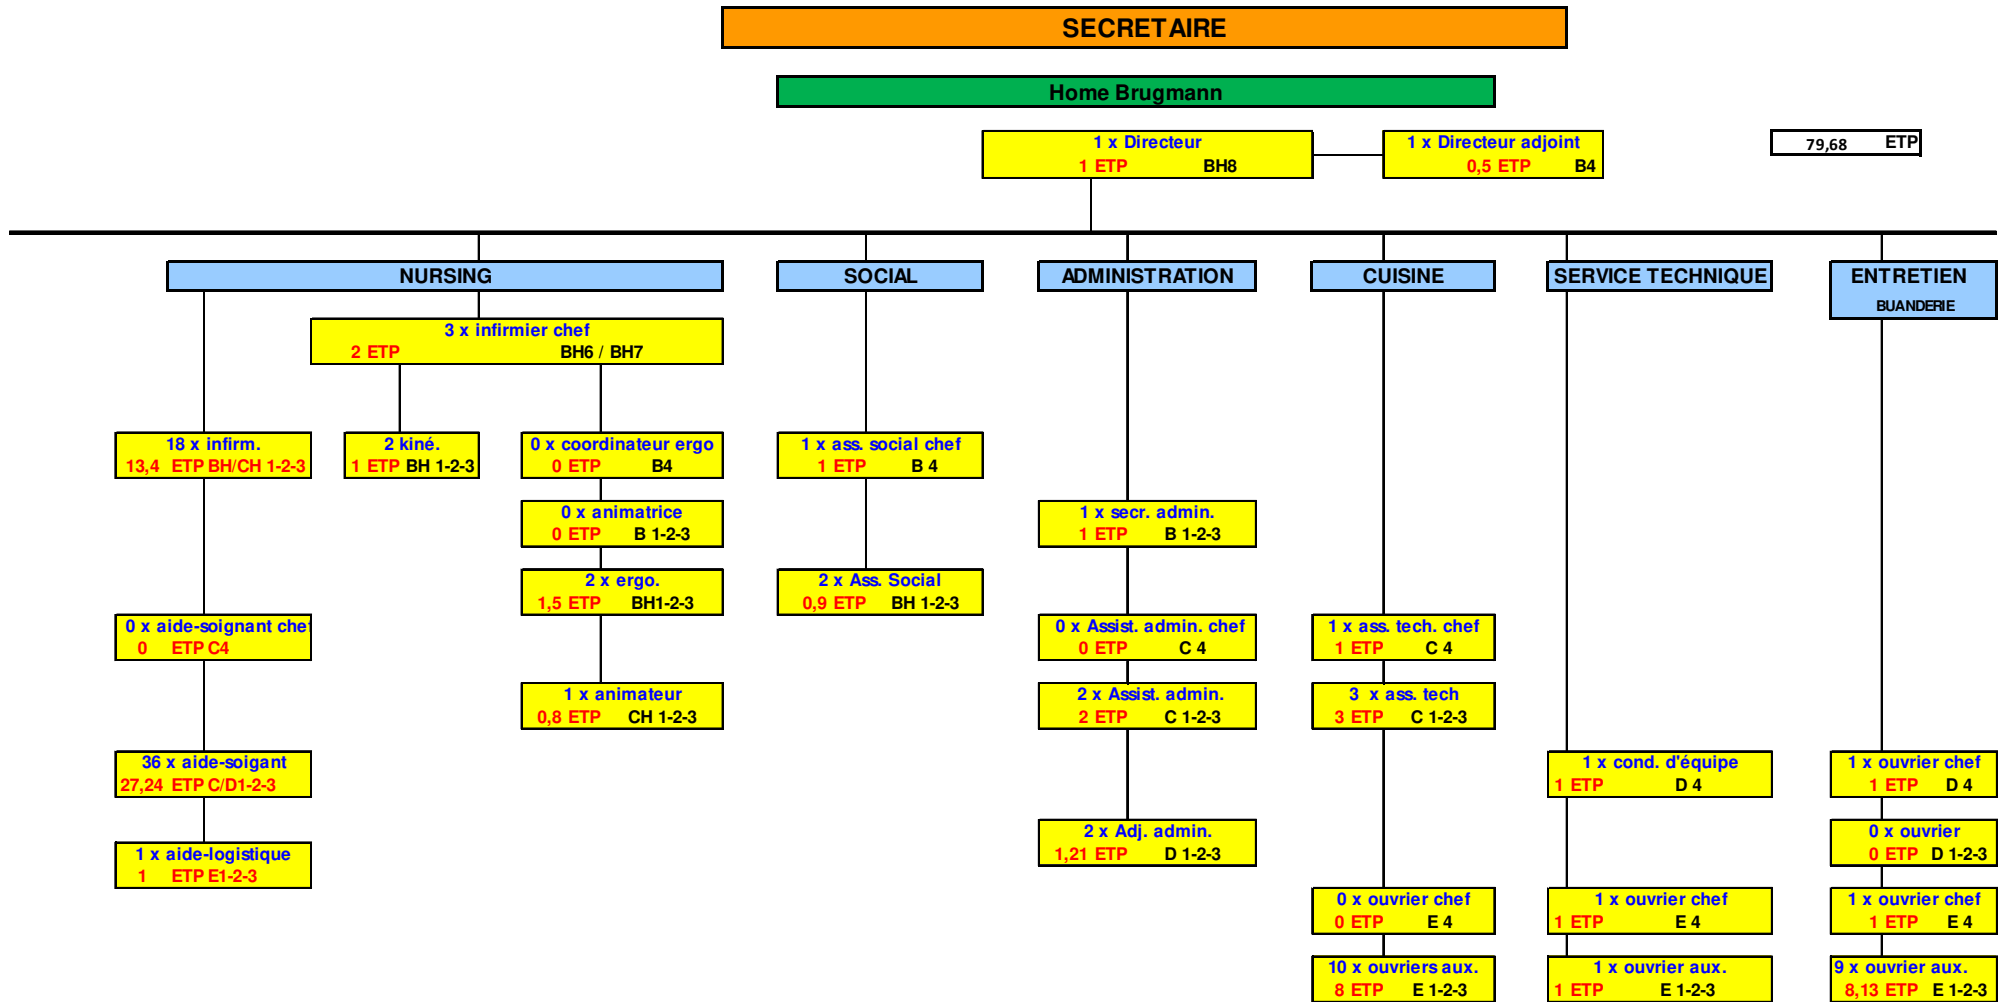 SECRETAIRE
Home Brugmann
1 x Directeur
1 ETP BH8
1 x Directeur adjoint
0,5 ETP B4
79,68 ETP
NURSING
SOCIAL
ADMINISTRATION
CUISINE
SERVICE TECHNIQUE
ENTRETIEN
BUANDERIE
3 x infirmier chef
2 ETP BH6 / BH7
18 x infirm.
13,4 ETP BH/CH 1-2-3
2 kiné.
1 ETP BH 1-2-3
0 x coordinateur ergo
0 ETP B4
0 x animatrice
0 ETP B 1-2-3
2 x ergo.
1,5 ETP BH1-2-3
1 x animateur
0,8 ETP CH 1-2-3
0 x aide-soignant chef
0 ETP C4
36 x aide-soigant
27,24 ETP C/D1-2-3
1 x aide-logistique
1 ETP E1-2-3
1 x ass. social chef
1 ETP B 4
2 x Ass. Social
0,9 ETP BH 1-2-3
1 x secr. admin.
1 ETP B 1-2-3
0 x Assist. admin. chef
0 ETP C 4
2 x Assist. admin.
2 ETP C 1-2-3
2 x Adj. admin.
1,21 ETP D 1-2-3
1 x ass. tech. chef
1 ETP C 4
3 x ass. tech
3 ETP C 1-2-3
0 x ouvrier chef
0 ETP E 4
10 x ouvriers aux.
8 ETP E 1-2-3
1 x cond. d'équipe
1 ETP D 4
1 x ouvrier chef
1 ETP E 4
1 x ouvrier aux.
1 ETP E 1-2-3
1 x ouvrier chef
1 ETP D 4
0 x ouvrier
0 ETP D 1-2-3
1 x ouvrier chef
1 ETP E 4
9 x ouvrier aux.
8,13 ETP E 1-2-3